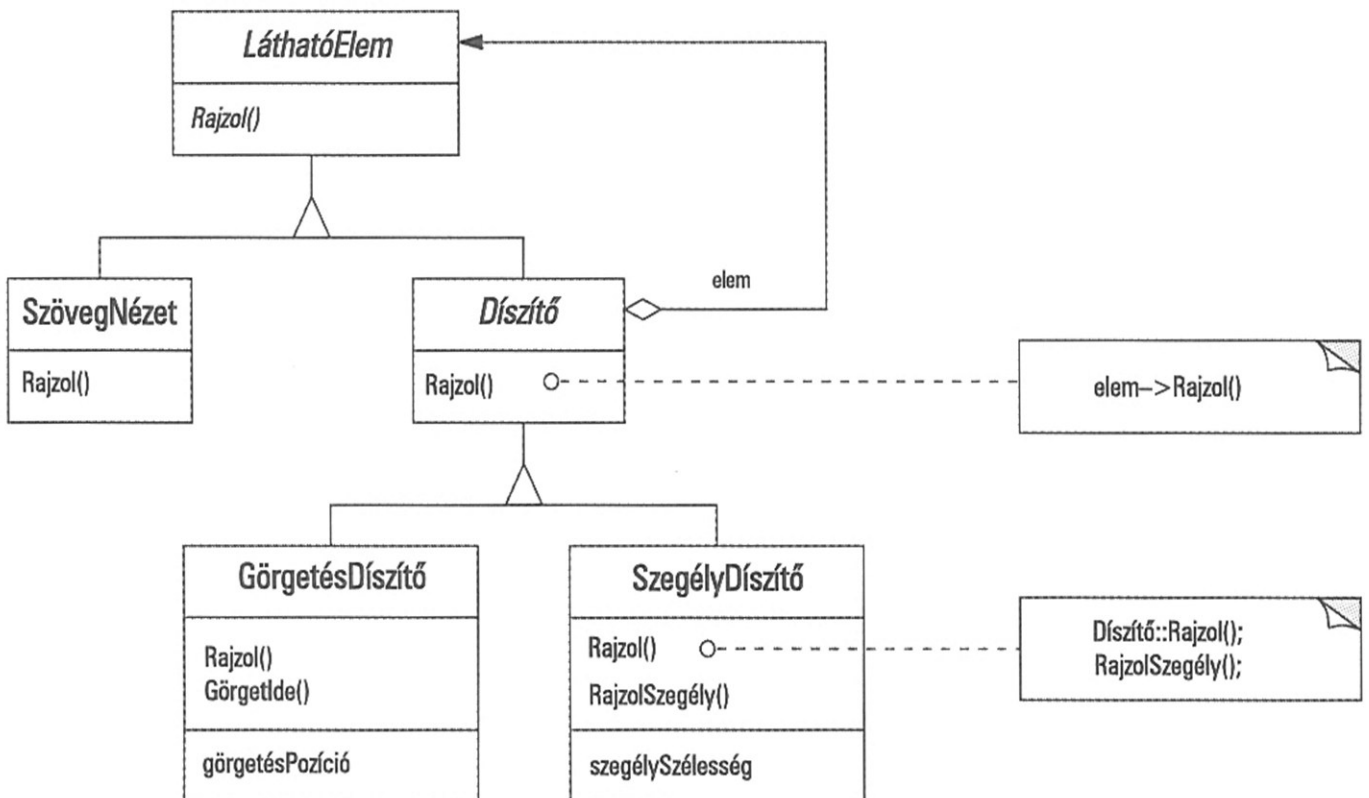 LáthatóElem
Rajzol()
elem
SzövegNézet
Rajzol()
Díszítő
Rajzol()
elem–>Rajzol()
GörgetésDíszítő
Rajzol()
GörgetIde()
görgetésPozíció
SzegélyDíszítő
Rajzol()
RajzolSzegély()
szegélySzélesség
Díszítő::Rajzol();
RajzolSzegély();